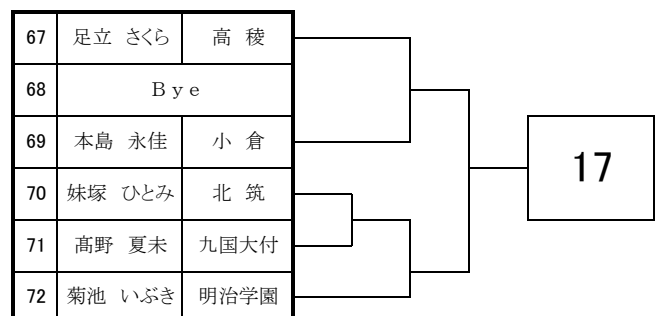 67 足立 さくら 高 稜
68 Ｂｙｅ
69 本島 永佳 小 倉
70 妹塚 ひとみ 北 筑
71 髙野 夏未 九国大付
72 菊池 いぶき 明治学園
17